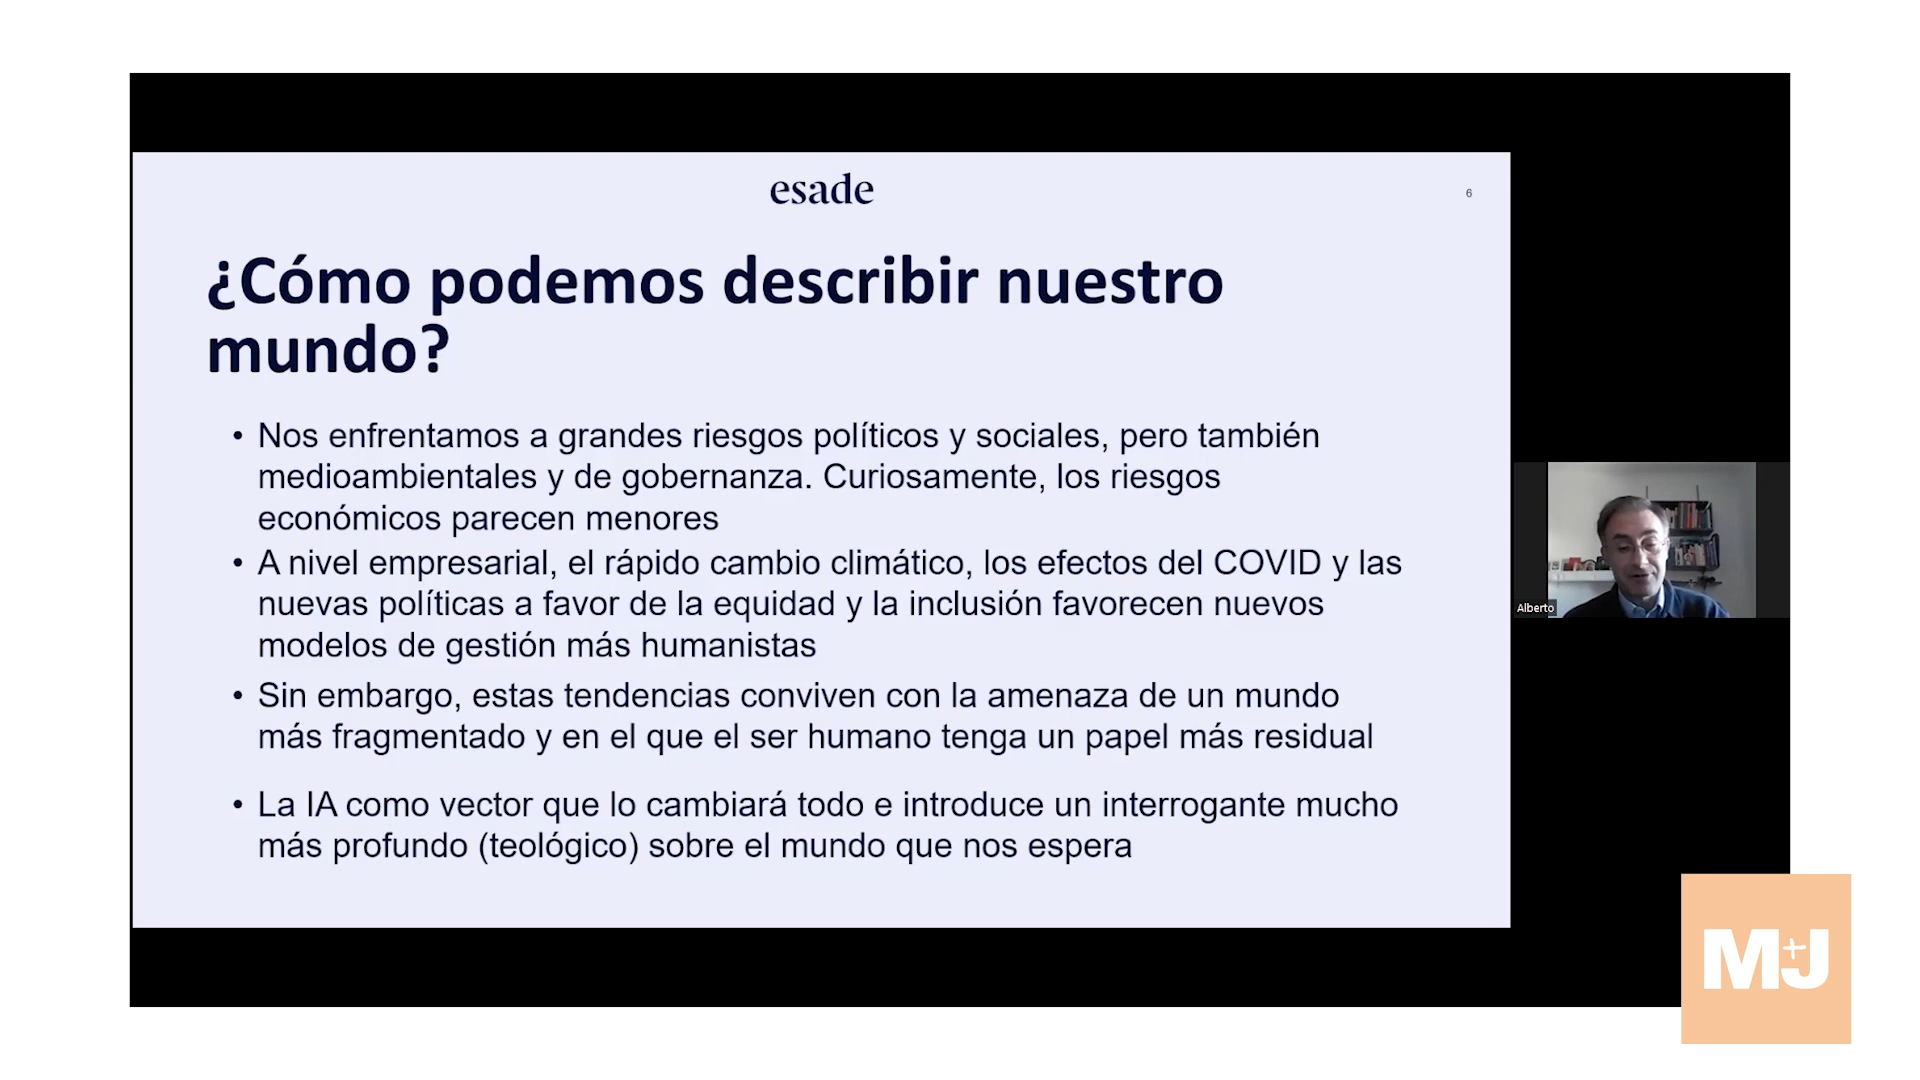 esade
6
¿Cómo podemos describir nuestro
mundo?
• Nos enfrentamos a grandes riesgos políticos y sociales, pero también
medioambientales y de gobernanza. Curiosamente, los riesgos
económicos parecen menores
• A nivel empresarial, el rápido cambio climático, los efectos del COVID y las
nuevas políticas a favor de la equidad y la inclusión favorecen nuevos
modelos de gestión más humanistas
• Sin embargo, estas tendencias conviven con la amenaza de un mundo
más fragmentado y en el que el ser humano tenga un papel más residual
• La IA como vector que lo cambiará todo e introduce un interrogante mucho
más profundo (teológico) sobre el mundo que nos espera
Alberto
M+J